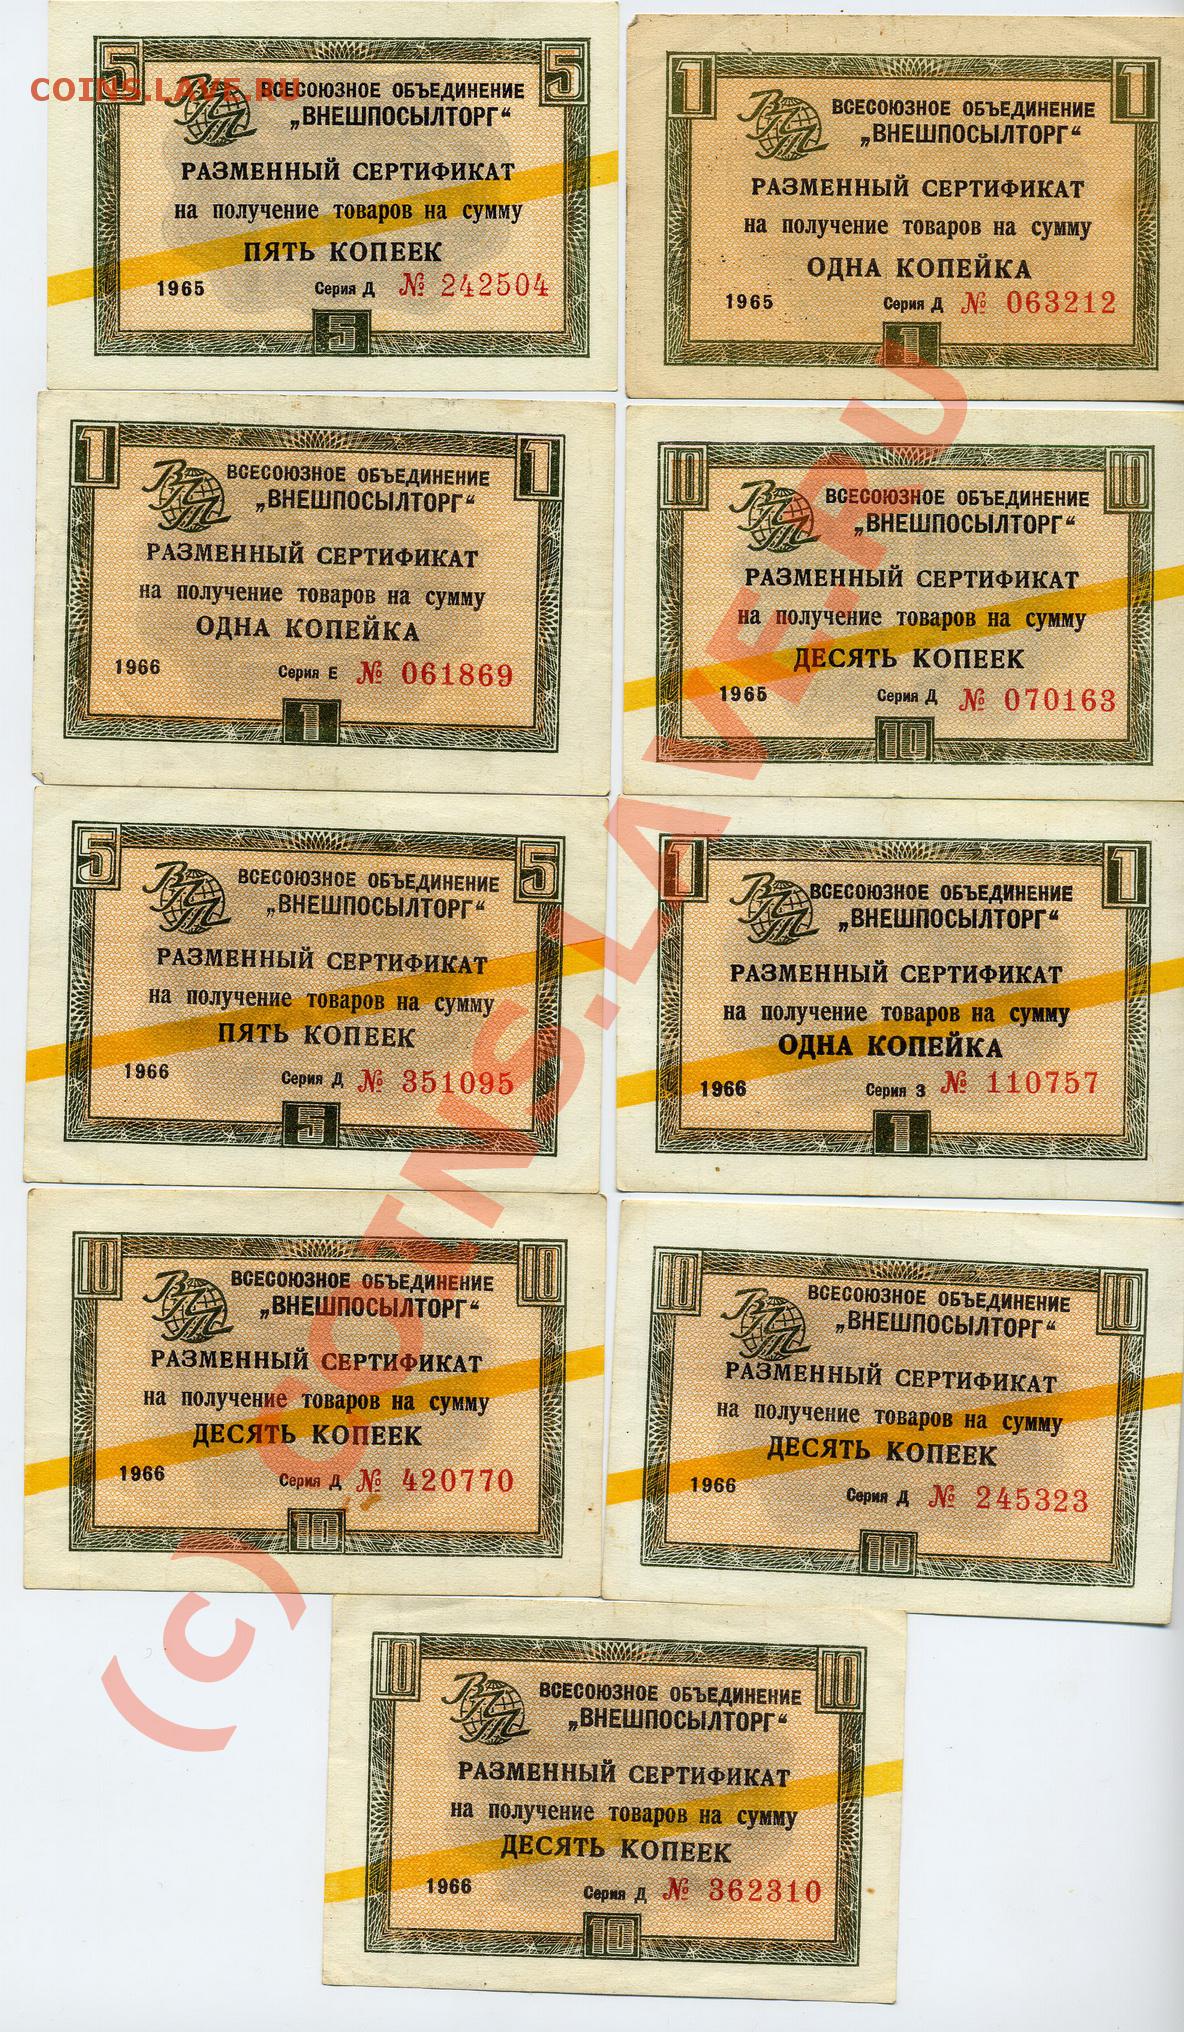 COINS.LAVE.RU
5 5
ВПТ
ВСЕСОЮЗНОЕ ОБЪЕДИНЕНИЕ
„ВНЕШПОСЫЛТОРГ“
РАЗМЕННЫЙ СЕРТИФИКАТ
на получение товаров на сумму
ПЯТЬ КОПЕЕК
1965 Серия Д № 242504
5
1 1
ВПТ
ВСЕСОЮЗНОЕ ОБЪЕДИНЕНИЕ
„ВНЕШПОСЫЛТОРГ“
РАЗМЕННЫЙ СЕРТИФИКАТ
на получение товаров на сумму
ОДНА КОПЕЙКА
1965 Серия Д № 063212
1
1 1
ВПТ
ВСЕСОЮЗНОЕ ОБЪЕДИНЕНИЕ
„ВНЕШПОСЫЛТОРГ“
РАЗМЕННЫЙ СЕРТИФИКАТ
на получение товаров на сумму
ОДНА КОПЕЙКА
1966 Серия Е № 061869
1
10 10
ВПТ
ВСЕСОЮЗНОЕ ОБЪЕДИНЕНИЕ
„ВНЕШПОСЫЛТОРГ“
РАЗМЕННЫЙ СЕРТИФИКАТ
на получение товаров на сумму
ДЕСЯТЬ КОПЕЕК
1965 Серия Д № 070163
10
5 5
ВПТ
ВСЕСОЮЗНОЕ ОБЪЕДИНЕНИЕ
„ВНЕШПОСЫЛТОРГ“
РАЗМЕННЫЙ СЕРТИФИКАТ
на получение товаров на сумму
ПЯТЬ КОПЕЕК
1966 Серия Д № 351095
5
1 1
ВПТ
ВСЕСОЮЗНОЕ ОБЪЕДИНЕНИЕ
„ВНЕШПОСЫЛТОРГ“
РАЗМЕННЫЙ СЕРТИФИКАТ
на получение товаров на сумму
ОДНА КОПЕЙКА
1966 Серия З № 110757
1
10 10
ВПТ
ВСЕСОЮЗНОЕ ОБЪЕДИНЕНИЕ
„ВНЕШПОСЫЛТОРГ“
РАЗМЕННЫЙ СЕРТИФИКАТ
на получение товаров на сумму
ДЕСЯТЬ КОПЕЕК
1966 Серия Д № 420770
10
10 10
ВПТ
ВСЕСОЮЗНОЕ ОБЪЕДИНЕНИЕ
„ВНЕШПОСЫЛТОРГ“
РАЗМЕННЫЙ СЕРТИФИКАТ
на получение товаров на сумму
ДЕСЯТЬ КОПЕЕК
1966 Серия Д № 245323
10
10 10
ВПТ
ВСЕСОЮЗНОЕ ОБЪЕДИНЕНИЕ
„ВНЕШПОСЫЛТОРГ“
РАЗМЕННЫЙ СЕРТИФИКАТ
на получение товаров на сумму
ДЕСЯТЬ КОПЕЕК
1966 Серия Д № 362310
10
(c) COINS.LAVE.RU